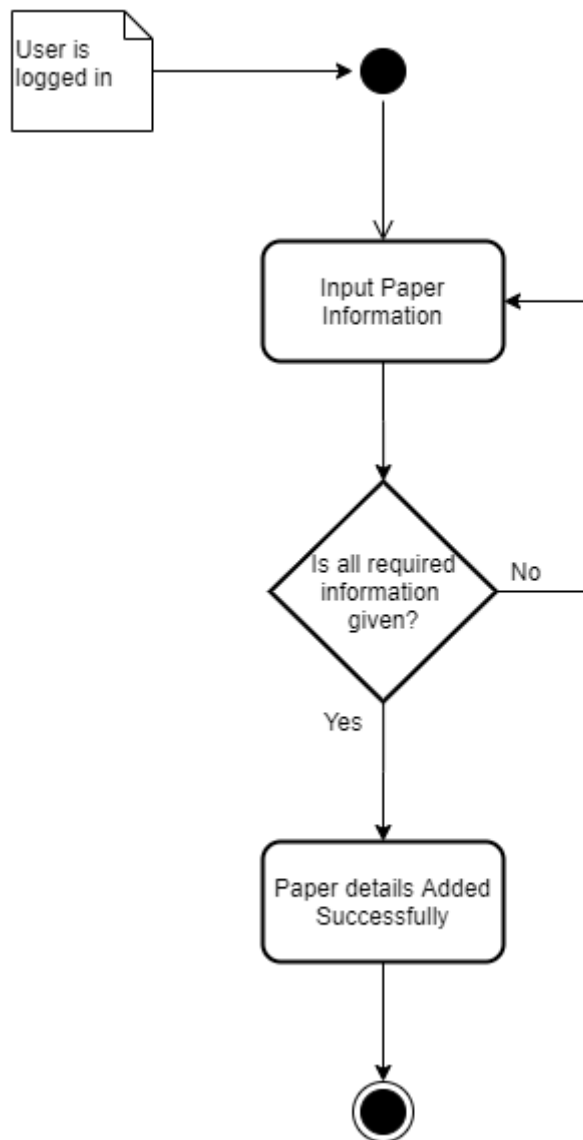 User is
logged in
Input Paper
Information
Is all required
information
given?
No
Yes
Paper details Added
Successfully